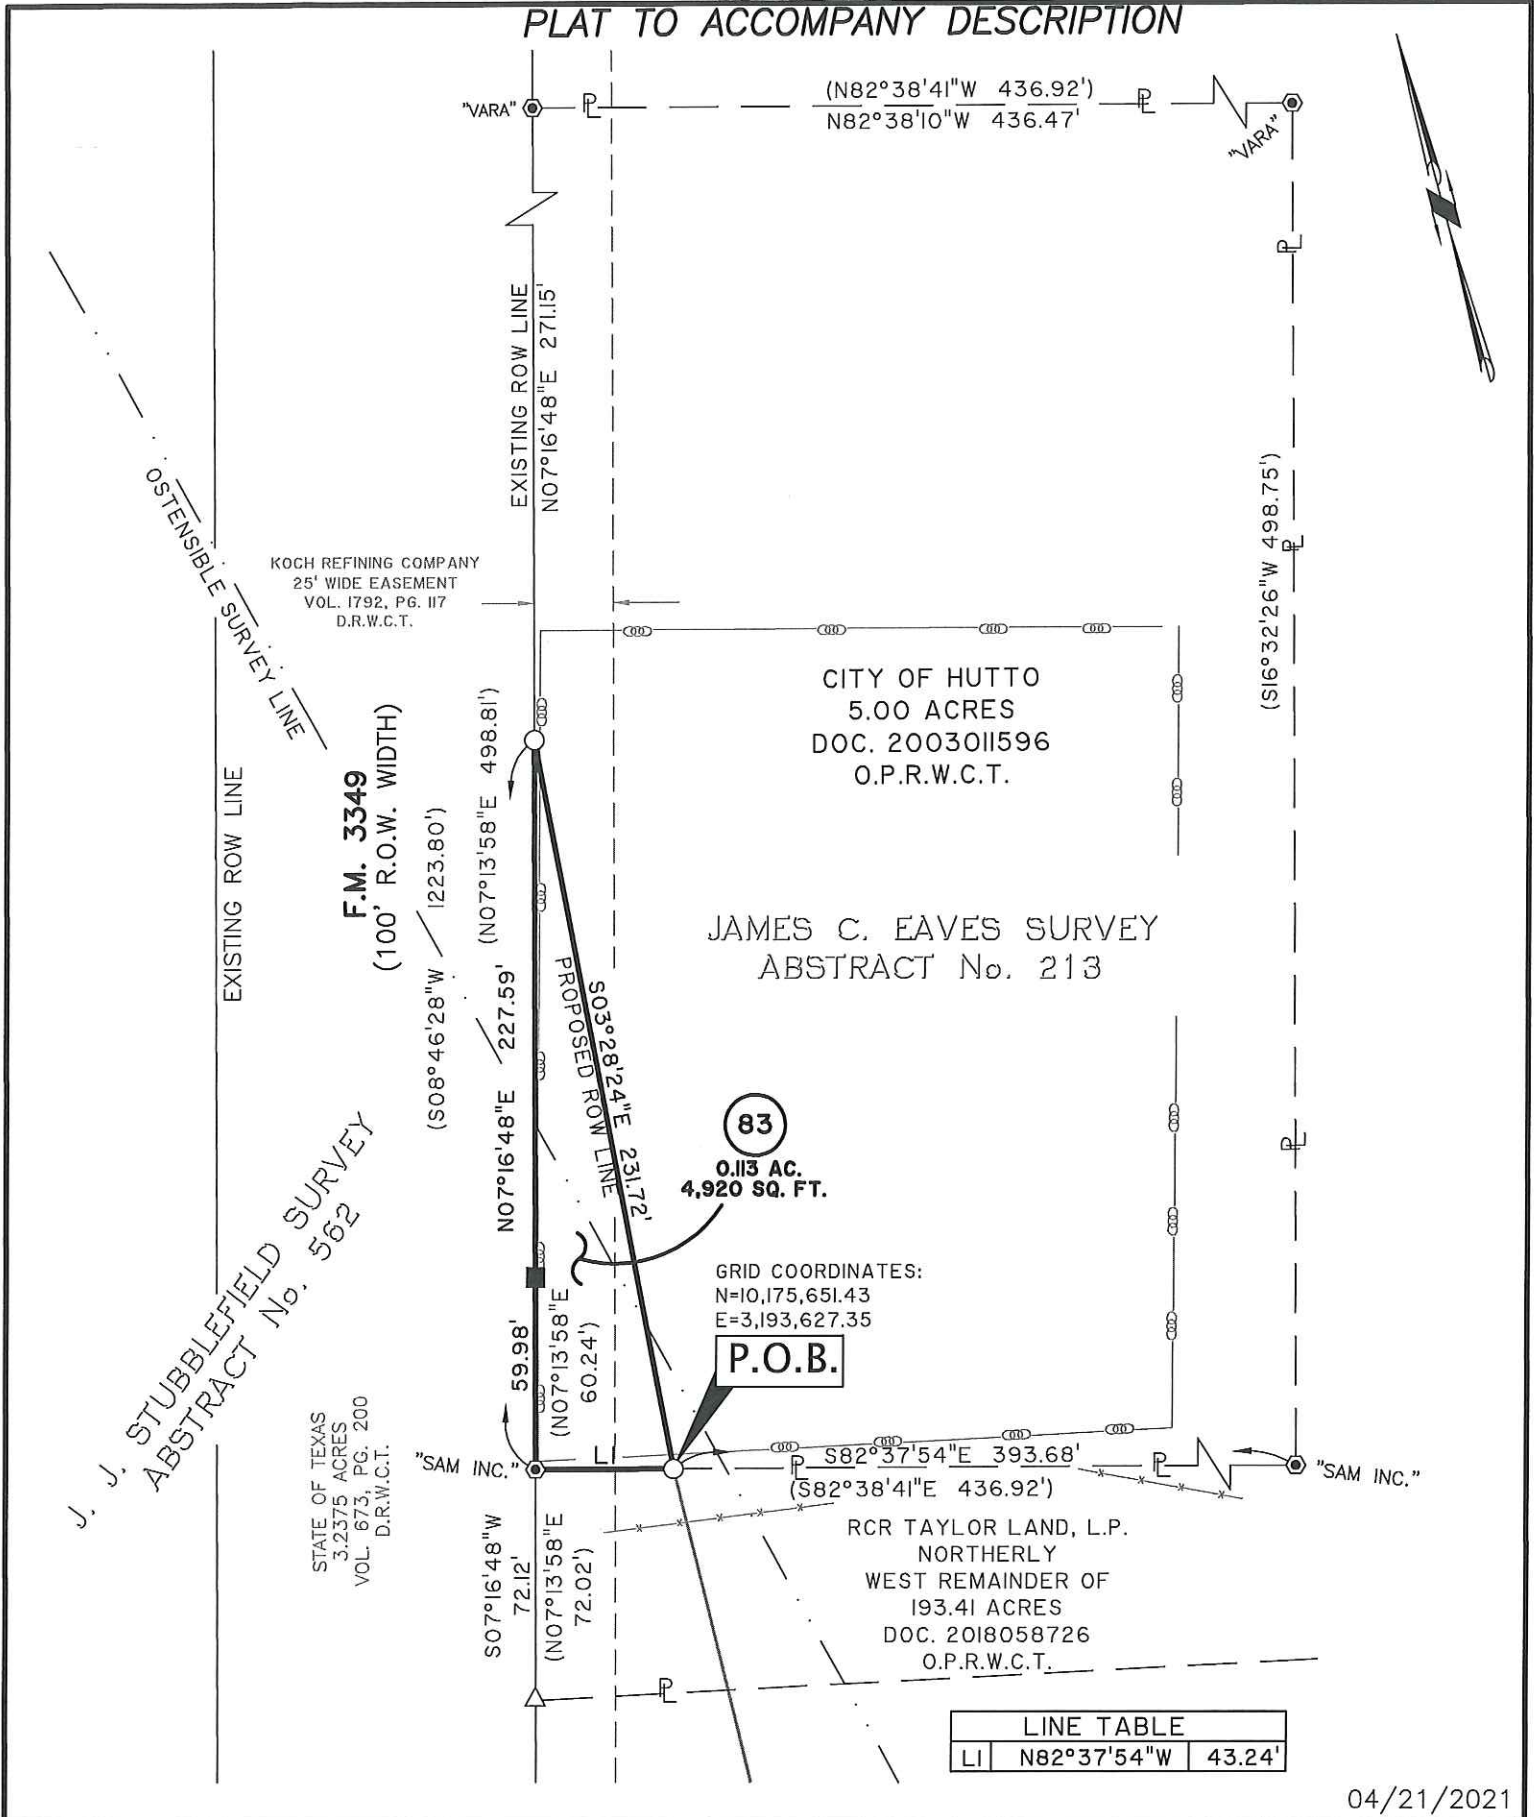 PLAT TO ACCOMPANY DESCRIPTION
"VARA"
(N82°38'41"W 436.92')
N82°38'10"W 436.47'
"VARA"
EXISTING ROW LINE
N07°16'48"E 271.15'
OSTENSIBLE SURVEY LINE
KOCH REFINING COMPANY
25' WIDE EASEMENT
VOL. 1792, PG. 117
D.R.W.C.T.
(S16°32'26"W 498.75')
CITY OF HUTTO
5.00 ACRES
DOC. 2003011596
O.P.R.W.C.T.
EXISTING ROW LINE
F.M. 3349
(100' R.O.W. WIDTH)
(S08°46'28"W 1223.80')
(N07°13'58"E 498.81')
N07°16'48"E 227.59'
S03°28'24"E 231.72'
PROPOSED ROW LINE
JAMES C. EAVES SURVEY
ABSTRACT No. 213
83
0.113 AC.
4,920 SQ. FT.
J. J. STUBBLEFIELD SURVEY
ABSTRACT No. 562
GRID COORDINATES:
N=10,175,651.43
E=3,193,627.35
P.O.B.
59.98'
(N07°13'58"E
60.24')
STATE OF TEXAS
3.2375 ACRES
VOL. 673, PG. 200
D.R.W.C.T.
"SAM INC."
L1
S82°37'54"E 393.68'
(S82°38'41"E 436.92')
"SAM INC."
S07°16'48"W
72.12'
(N07°13'58"E
72.02')
RCR TAYLOR LAND, L.P.
NORTHERLY
WEST REMAINDER OF
193.41 ACRES
DOC. 2018058726
O.P.R.W.C.T.
LINE TABLE
L1 N82°37'54"W 43.24'
04/21/2021